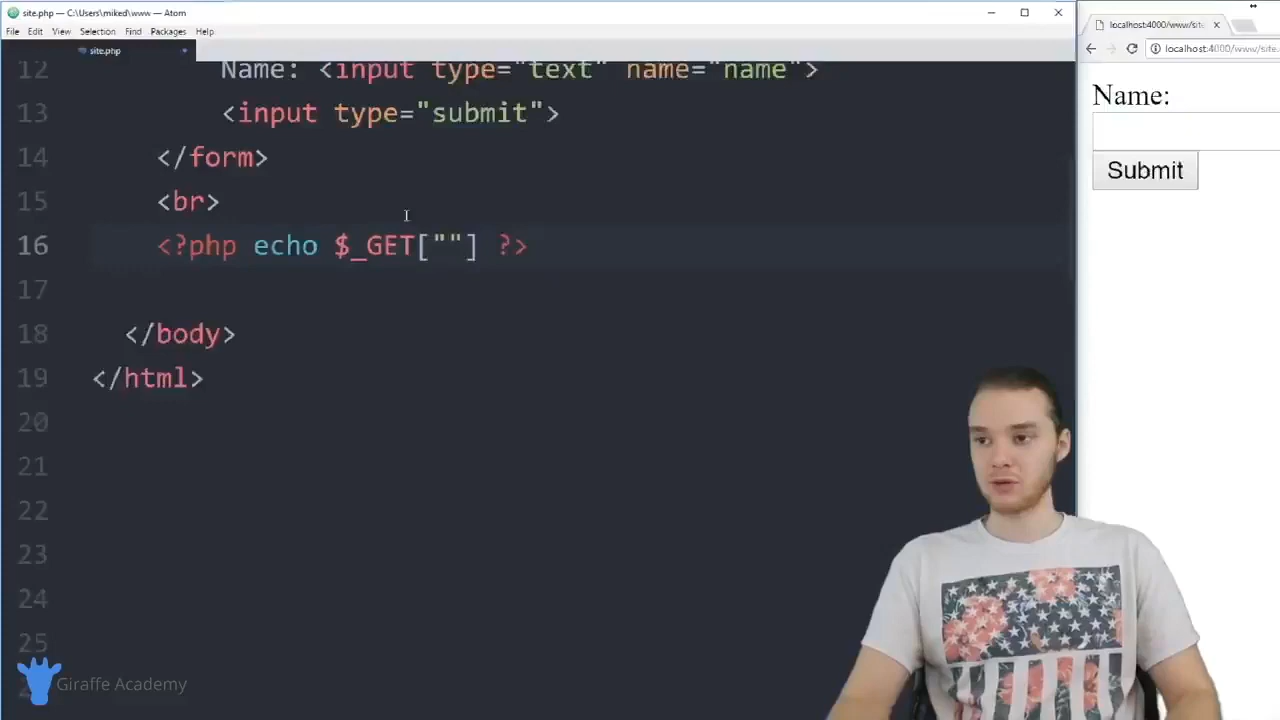 site.php — C:\Users\miked\www — Atom
File Edit View Selection Find Packages Help
site.php
12 Name: <input type="text" name="name">
13 <input type="submit">
14 </form>
15 <br>
16 <?php echo $_GET[""] ?>
17
18 </body>
19 </html>
20
21
22
23
24
25
Giraffe Academy
localhost:4000/www/site
localhost:4000/www/site.
Name:
Submit